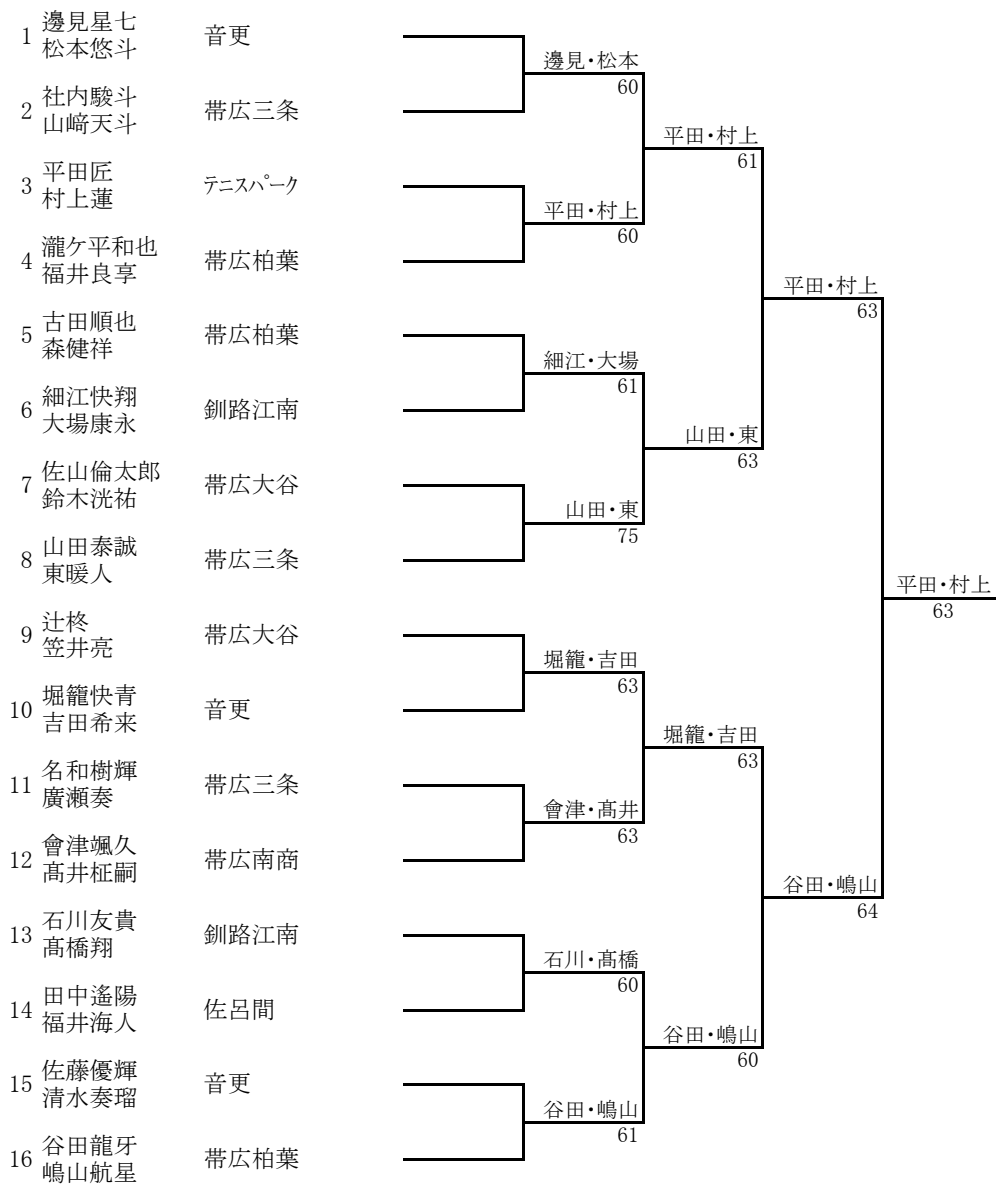 1 邊見星七 音更
松本悠斗
2 社内駿斗 帯広三条
山﨑天斗
3 平田匠 テニスパーク
村上蓮
4 瀧ケ平和也 帯広柏葉
福井良享
5 古田順也 帯広柏葉
森健祥
6 細江快翔 釧路江南
大場康永
7 佐山倫太郎 帯広大谷
鈴木洸祐
8 山田泰誠 帯広三条
東暖人
9 辻柊 帯広大谷
笠井亮
10 堀籠快青 音更
吉田希来
11 名和樹輝 帯広三条
廣瀬奏
12 會津颯久 帯広南商
髙井柾嗣
13 石川友貴 釧路江南
髙橋翔
14 田中遙陽 佐呂間
福井海人
15 佐藤優輝 音更
清水奏瑠
16 谷田龍牙 帯広柏葉
嶋山航星
邊見・松本
60
平田・村上
60
細江・大場
61
山田・東
75
堀籠・吉田
63
會津・髙井
63
石川・髙橋
60
谷田・嶋山
61
平田・村上
61
山田・東
63
堀籠・吉田
63
谷田・嶋山
60
平田・村上
63
谷田・嶋山
64
平田・村上
63